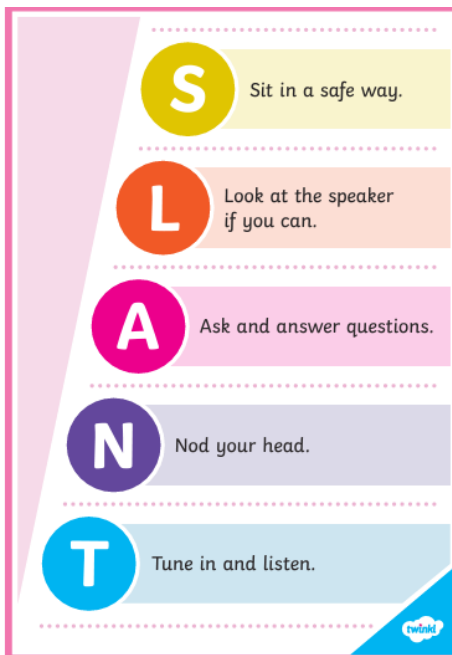 S
Sit in a safe way.
L
Look at the speaker
if you can.
A
Ask and answer questions.
N
Nod your head.
T
Tune in and listen.
twinkl